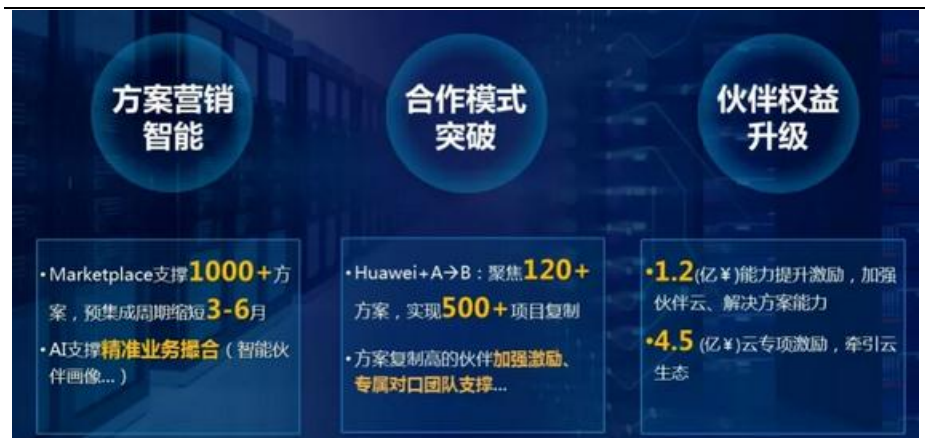 方案营销
智能
合作模式
突破
伙伴权益
升级
•Marketplace支撑1000+方
案，预集成周期缩短3-6月
•AI支撑精准业务撮合（智能伙
伴画像...）
•Huawei+A→B：聚焦120+
方案，实现500+项目复制
•方案复制高的伙伴加强激励、
专属对口团队支撑...
•1.2(亿¥)能力提升激励，加强
伙伴云、解决方案能力
•4.5 (亿¥)云专项激励，牵引云
生态